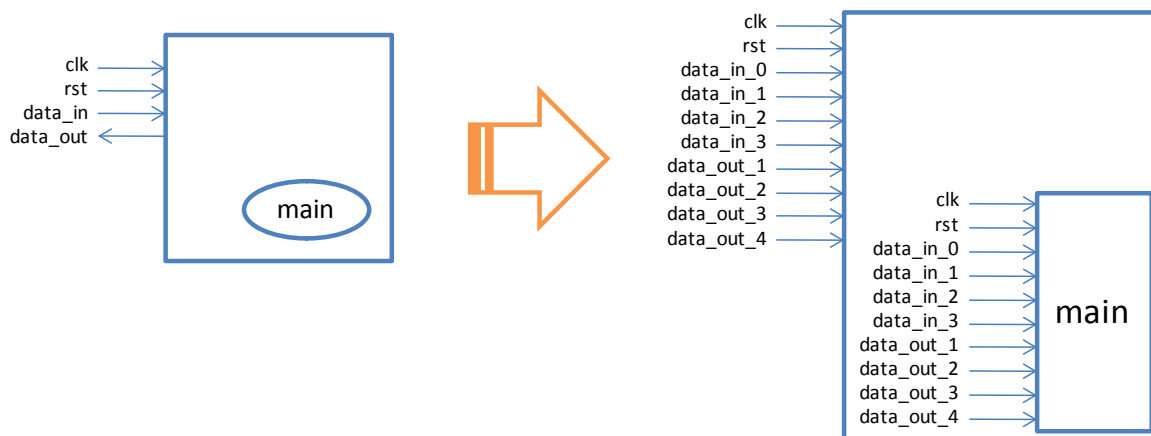 clk
rst
data_in
data_out
main
clk
rst
data_in_0
data_in_1
data_in_2
data_in_3
data_out_1
data_out_2
data_out_3
data_out_4
clk
rst
data_in_0
data_in_1
data_in_2
data_in_3
data_out_1
data_out_2
data_out_3
data_out_4
main